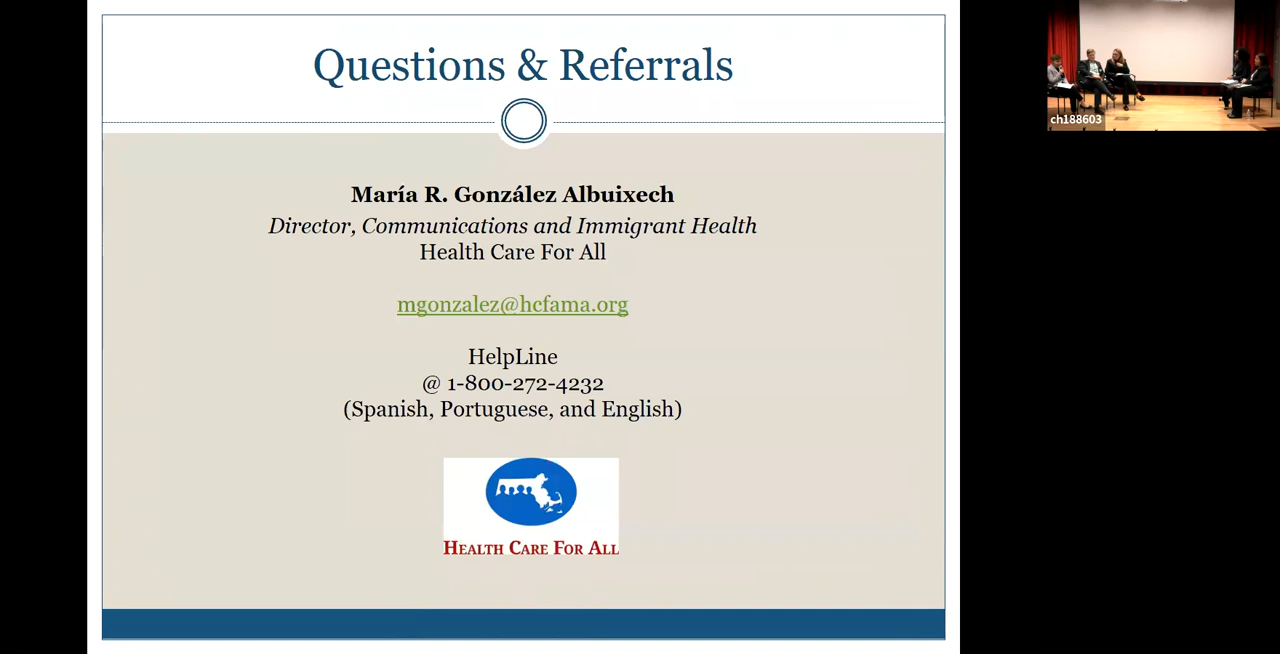 Questions & Referrals
María R. González Albuixech
Director, Communications and Immigrant Health
Health Care For All
mgonzalez@hcfama.org
HelpLine
@ 1-800-272-4232
(Spanish, Portuguese, and English)
HEALTH CARE FOR ALL
ch188603